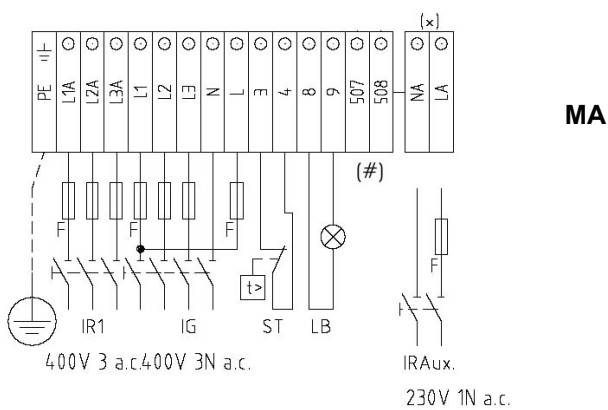 (x)
PE L1A L2A L3A L1 L2 L3 N L 3 4 8 9 507 508 NA LA
MA
(#)
F F F
t>
IR1 IG ST LB
400V 3 a.c.400V 3N a.c.
IRAux.
230V 1N a.c.